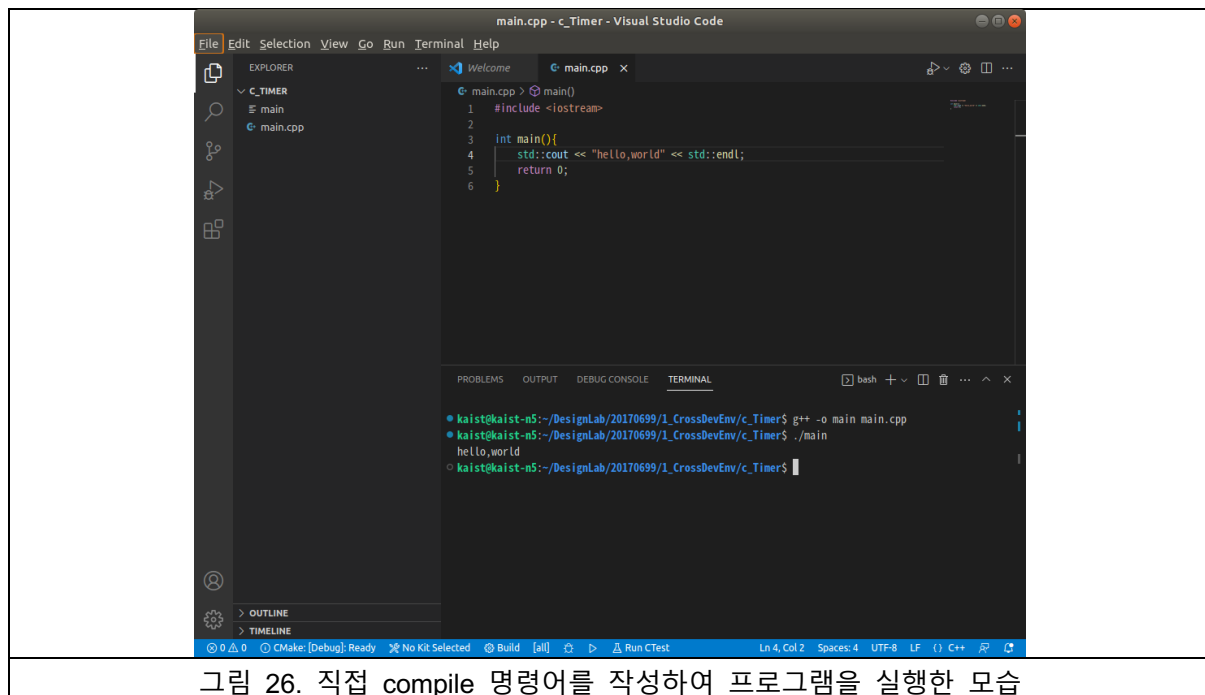 main.cpp - c_Timer - Visual Studio Code
File Edit Selection View Go Run Terminal Help
EXPLORER
C_TIMER
main
main.cpp
Welcome
main.cpp
main.cpp > main()
1 #include <iostream>
2
3 int main(){
4 std::cout << "hello,world" << std::endl;
5 return 0;
6 }
PROBLEMS OUTPUT DEBUG CONSOLE TERMINAL bash
kaist@kaist-n5:~/DesignLab/20170699/1_CrossDevEnv/c_Timer$ g++ -o main main.cpp
kaist@kaist-n5:~/DesignLab/20170699/1_CrossDevEnv/c_Timer$ ./main
hello,world
kaist@kaist-n5:~/DesignLab/20170699/1_CrossDevEnv/c_Timer$
OUTLINE
TIMELINE
0 0 CMake: [Debug]: Ready No Kit Selected Build [all] Run CTest Ln 4, Col 2 Spaces: 4 UTF-8 LF {} C++
그림 26. 직접 compile 명령어를 작성하여 프로그램을 실행한 모습